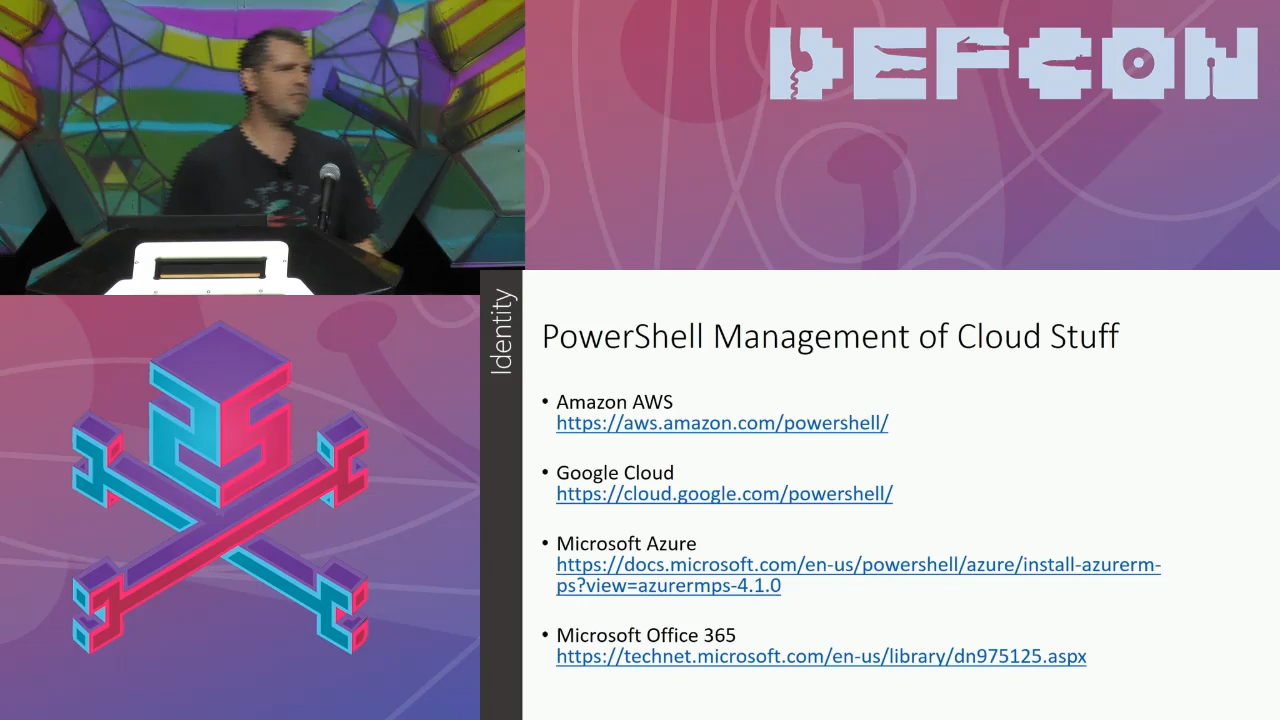 DEFCON
Identity
PowerShell Management of Cloud Stuff
• Amazon AWS
https://aws.amazon.com/powershell/
• Google Cloud
https://cloud.google.com/powershell/
• Microsoft Azure
https://docs.microsoft.com/en-us/powershell/azure/install-azurerm-
ps?view=azurermps-4.1.0
• Microsoft Office 365
https://technet.microsoft.com/en-us/library/dn975125.aspx
25